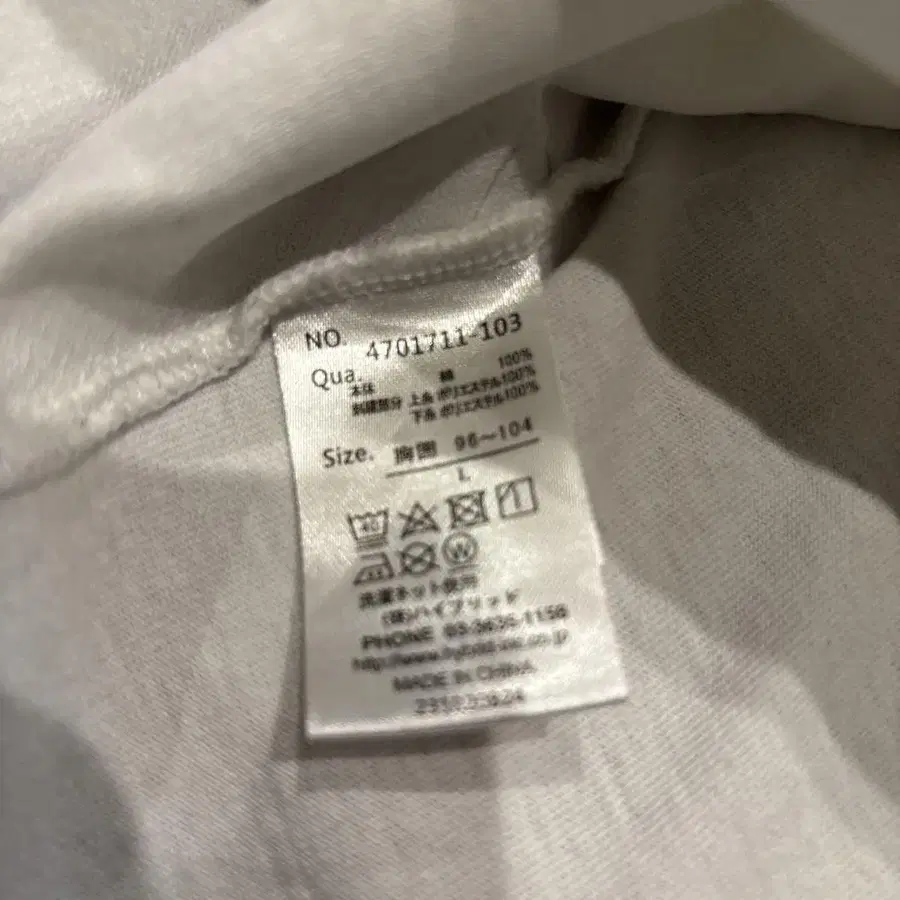 NO. 4701711-103
Qua.
本体 綿 100%
刺繍部分 上糸 ポリエステル100%
下糸 ポリエステル100%
Size. 胸囲 96~104
L
40
W
洗濯ネット使用
(株)ハイブリッド
PHONE 03-3635-1158
MADE IN CHINA